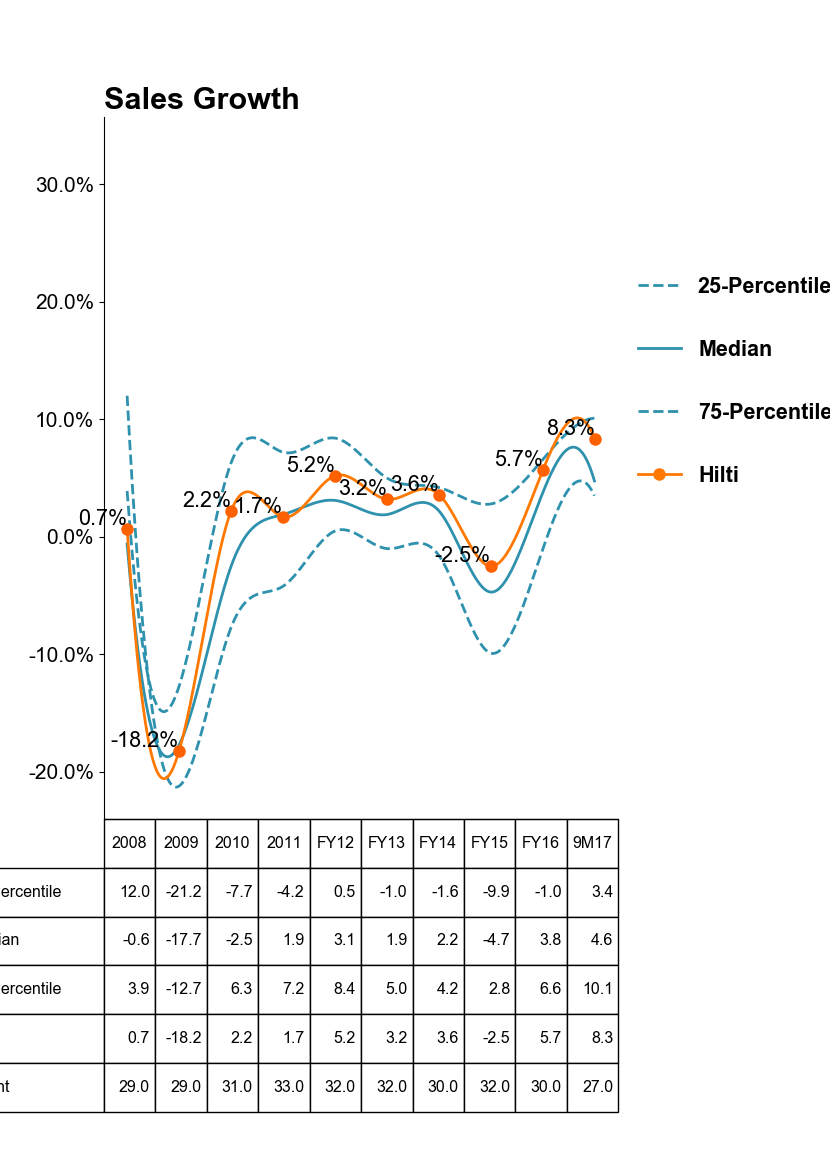 Sales Growth
30.0%
20.0%
10.0%
0.0%
-10.0%
-20.0%
0.7%
-18.2%
2.2%
1.7%
5.2%
3.2%
3.6%
-2.5%
5.7%
8.3%
25-Percentile
Median
75-Percentile
Hilti
2008 2009 2010 2011 FY12 FY13 FY14 FY15 FY16 9M17
ercentile 12.0 -21.2 -7.7 -4.2 0.5 -1.0 -1.6 -9.9 -1.0 3.4
ian -0.6 -17.7 -2.5 1.9 3.1 1.9 2.2 -4.7 3.8 4.6
ercentile 3.9 -12.7 6.3 7.2 8.4 5.0 4.2 2.8 6.6 10.1
0.7 -18.2 2.2 1.7 5.2 3.2 3.6 -2.5 5.7 8.3
nt 29.0 29.0 31.0 33.0 32.0 32.0 30.0 32.0 30.0 27.0